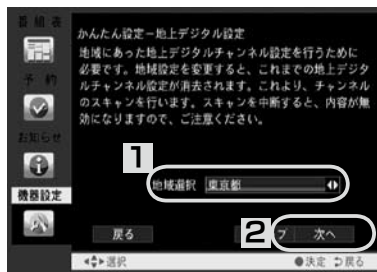 番組表
かんたん設定－地上デジタル設定
地域にあった地上デジタルチャンネル設定を行うために
必要です。地域設定を変更すると、これまでの地上デジタ
ルチャンネル設定が消去されます。これより、チャンネル
のスキャンを行います。スキャンを中断すると、内容が無
効になりますので、ご注意ください。
予約
お知らせ
機器設定
1
地域選択 東京都
戻る
プ
2
次へ
選択
決定 戻る